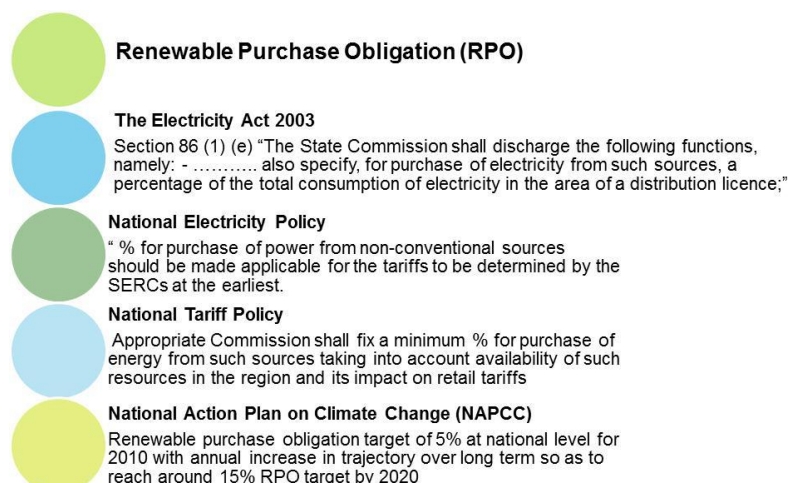 Renewable Purchase Obligation (RPO)
The Electricity Act 2003
Section 86 (1) (e) “The State Commission shall discharge the following functions,
namely: - ……….. also specify, for purchase of electricity from such sources, a
percentage of the total consumption of electricity in the area of a distribution licence;”
National Electricity Policy
“ % for purchase of power from non-conventional sources
should be made applicable for the tariffs to be determined by the
SERCs at the earliest.
National Tariff Policy
Appropriate Commission shall fix a minimum % for purchase of
energy from such sources taking into account availability of such
resources in the region and its impact on retail tariffs
National Action Plan on Climate Change (NAPCC)
Renewable purchase obligation target of 5% at national level for
2010 with annual increase in trajectory over long term so as to
reach around 15% RPO target by 2020